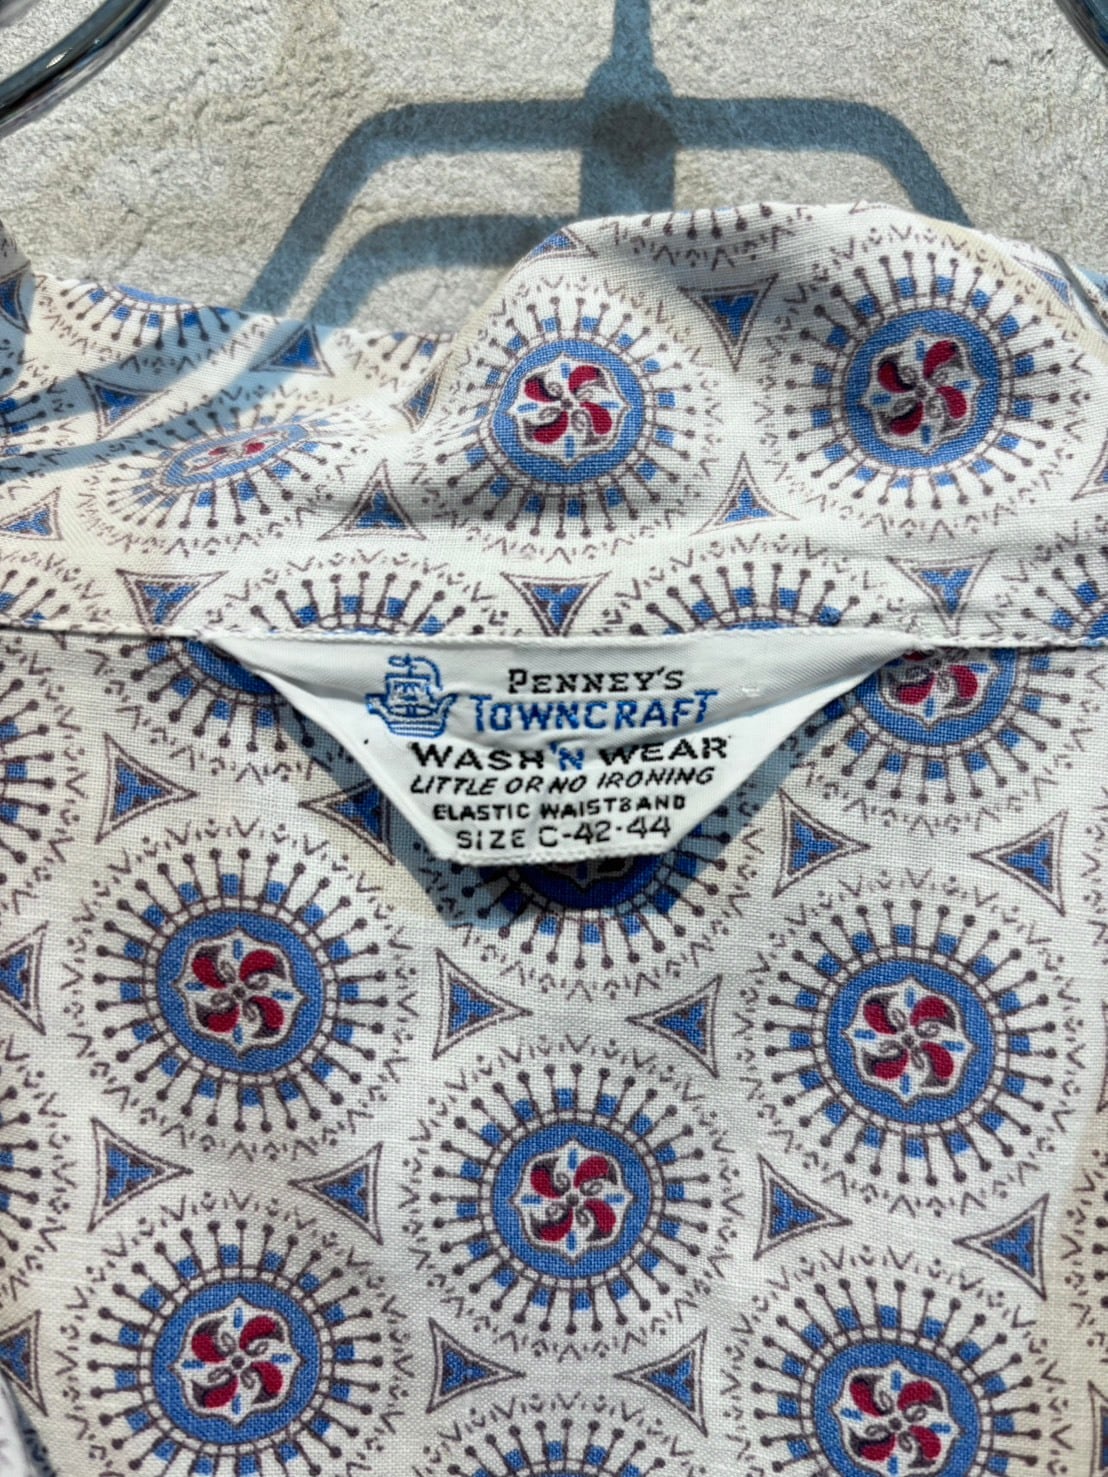 PENNEY'S
TOWNCRAFT
WASH'N WEAR
LITTLE OR NO IRONING
ELASTIC WAISTBAND
SIZE C-42-44